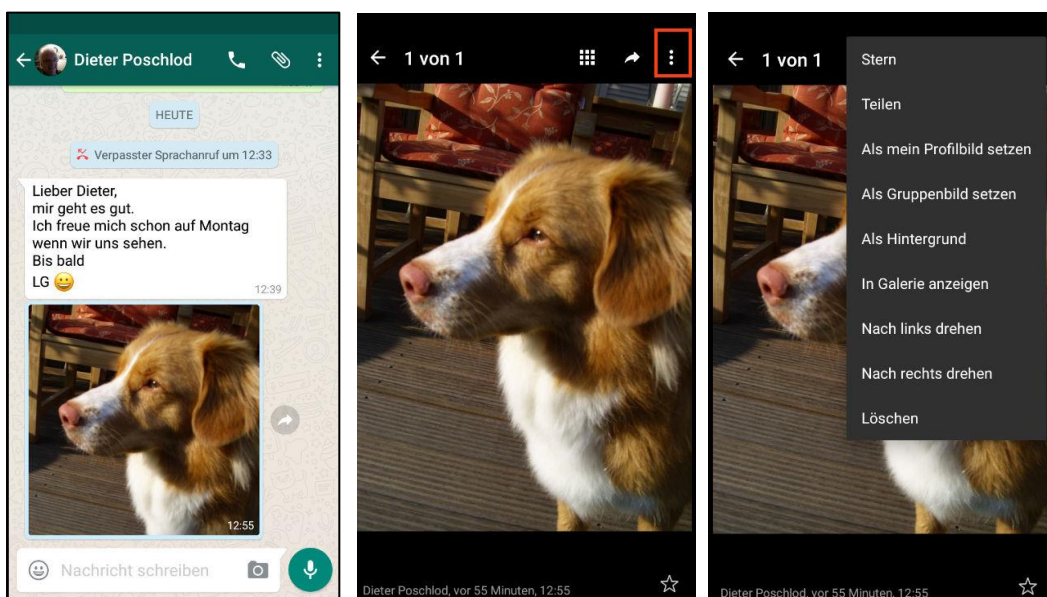 Dieter Poschlod
HEUTE
Verpasster Sprachanruf um 12:33
Lieber Dieter,
mir geht es gut.
Ich freue mich schon auf Montag
wenn wir uns sehen.
Bis bald
LG 😀
12:39
12:55
Nachricht schreiben
1 von 1
Dieter Poschlod, vor 55 Minuten, 12:55
1 von 1
Stern
Teilen
Als mein Profilbild setzen
Als Gruppenbild setzen
Als Hintergrund
In Galerie anzeigen
Nach links drehen
Nach rechts drehen
Löschen
Dieter Poschlod, vor 55 Minuten, 12:55